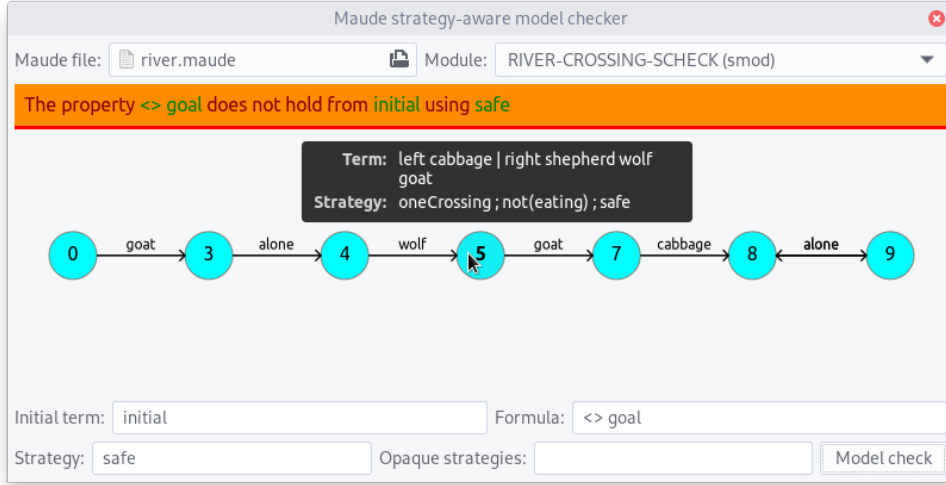 Maude strategy-aware model checker
Maude file: river.maude Module: RIVER-CROSSING-SCHECK (smod)
The property <> goal does not hold from initial using safe
Term: left cabbage | right shepherd wolf
goat
Strategy: oneCrossing ; not(eating) ; safe
goat alone wolf goat cabbage alone
0 3 4 5 7 8 9
Initial term: initial Formula: <> goal
Strategy: safe Opaque strategies: Model check